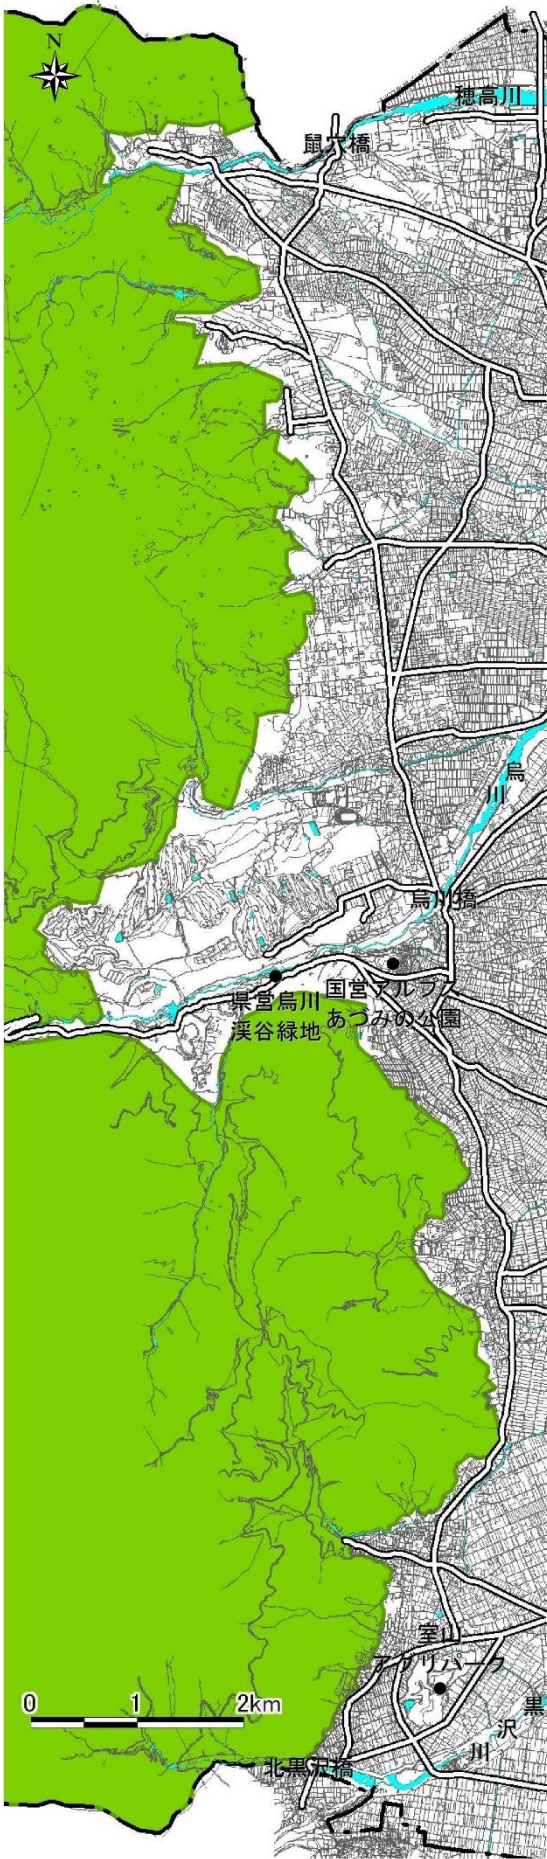 N
穂高川
鼠穴橋
烏川
烏川橋
国営アルプス
あづみの公園
県営烏川
渓谷緑地
室山
アグリパーク
0 1 2km
黒沢川
北黒沢橋